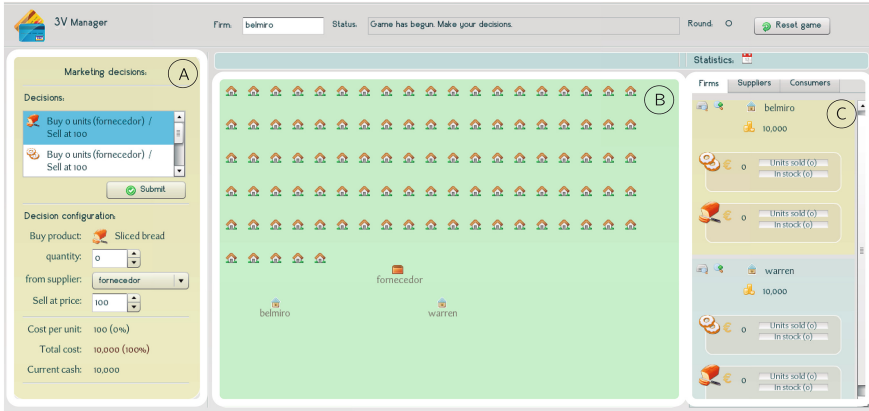 3V Manager
Firm. belmiro Status. Game has begun. Make your decisions. Round. 0 Reset game
Statistics.
Marketing decisions. A
Decisions.
Buy 0 units (fornecedor) /
Sell at 100
Buy 0 units (fornecedor) /
Sell at 100
Submit
Decision configuration.
Buy product: Sliced bread
quantity: 0
from supplier: fornecedor
Sell at price: 100
Cost per unit: 100 (0%)
Total cost: 10,000 (100%)
Current cash: 10,000
B
fornecedor
belmiro
warren
Firms Suppliers Consumers
belmiro C
10,000
0 Units sold (0)
In stock (0)
0 Units sold (0)
In stock (0)
warren
10,000
0 Units sold (0)
In stock (0)
0 Units sold (0)
In stock (0)